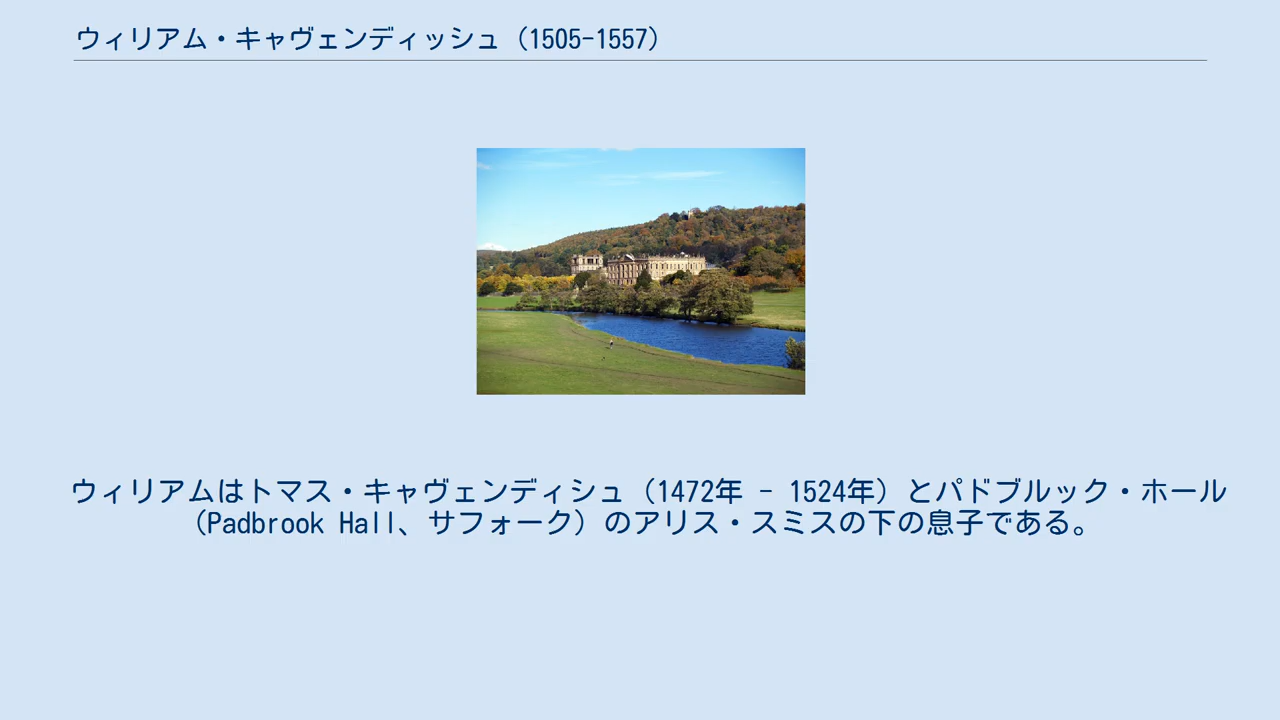 ウィリアム・キャヴェンディッシュ（1505-1557）
ウィリアムはトマス・キャヴェンディシュ（1472年 - 1524年）とパドブルック・ホール
（Padbrook Hall、サフォーク）のアリス・スミスの下の息子である。